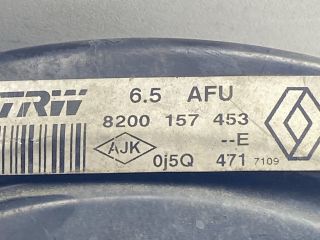 TRW 6.5 AFU
8200 157 453
--E
AJK 0j5Q 471 7109